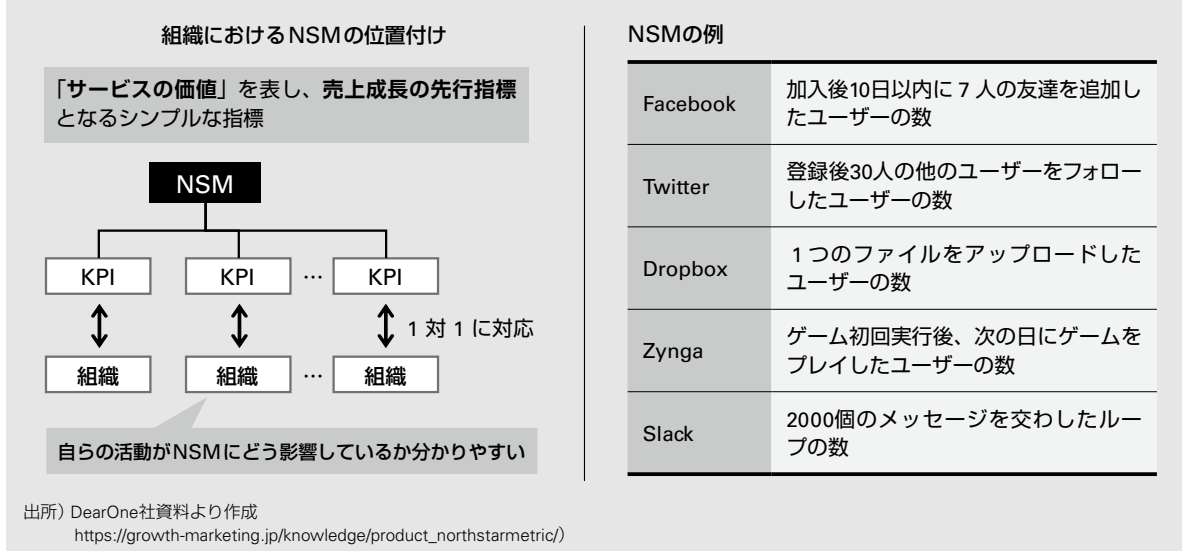 組織におけるNSMの位置付け
「サービスの価値」を表し、売上成長の先行指標
となるシンプルな指標
NSM
KPI KPI … KPI
1 対 1 に対応
組織 組織 … 組織
自らの活動がNSMにどう影響しているか分かりやすい
NSMの例
Facebook
加入後10日以内に 7 人の友達を追加し
たユーザーの数
Twitter
登録後30人の他のユーザーをフォロー
したユーザーの数
Dropbox
1 つのファイルをアップロードした
ユーザーの数
Zynga
ゲーム初回実行後、次の日にゲームを
プレイしたユーザーの数
Slack
2000個のメッセージを交わしたルー
プの数
出所）DearOne社資料より作成
https://growth-marketing.jp/knowledge/product_northstarmetric/）